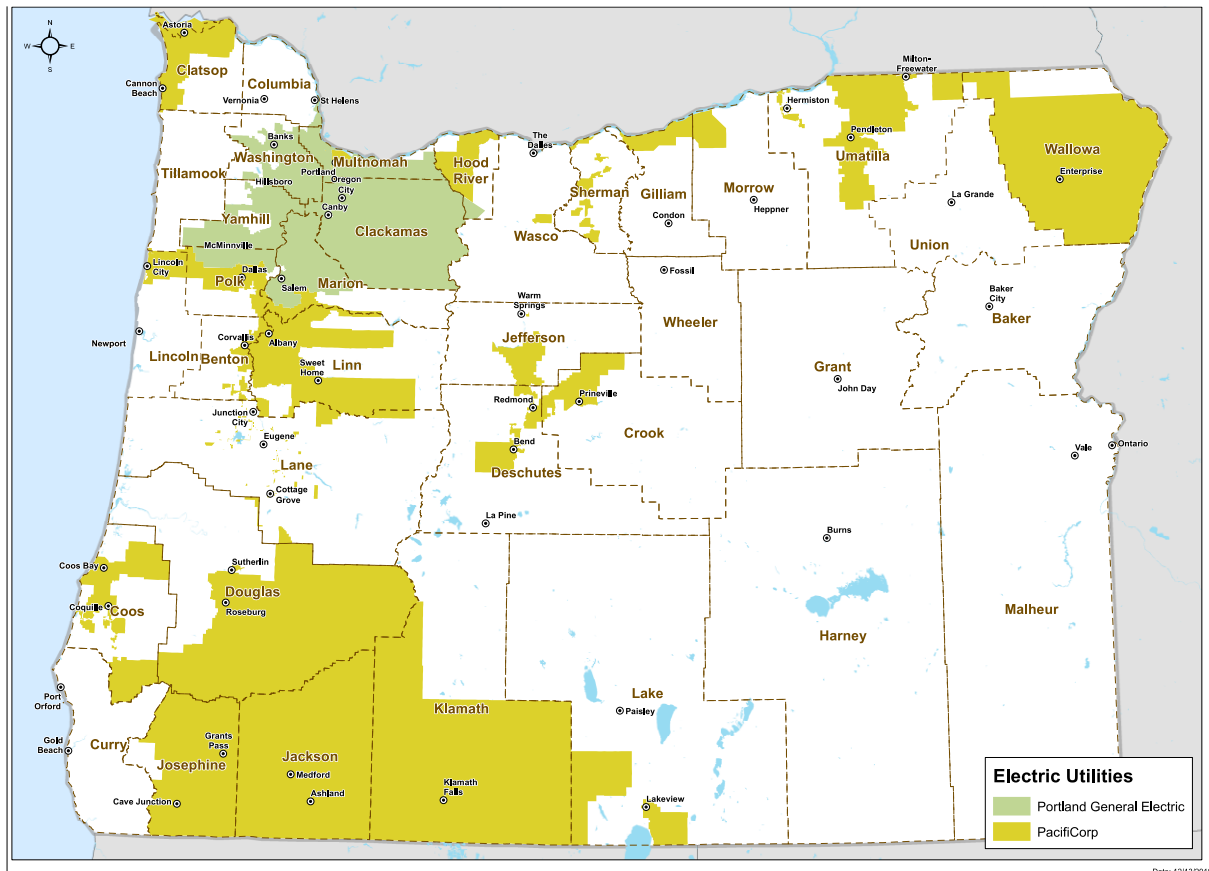 N
W
E
S
Astoria
Clatsop
Cannon
Beach
Columbia
Vernonia
St Helens
Banks
Washington
Multnomah
Portland
Hillsboro
Oregon
City
Canby
Tillamook
Yamhill
McMinnville
Clackamas
Hood
River
The
Dalles
Sherman
Gilliam
Condon
Wasco
Morrow
Heppner
Hermiston
Milton-
Freewater
Pendleton
Umatilla
Wallowa
Enterprise
La Grande
Union
Lincoln
City
Dallas
Polk
Salem
Marion
Newport
Lincoln
Corvallis
Benton
Albany
Sweet
Home
Linn
Warm
Springs
Jefferson
Fossil
Wheeler
Baker
City
Baker
Grant
John Day
Redmond
Prineville
Crook
Bend
Deschutes
La Pine
Junction
City
Eugene
Lane
Cottage
Grove
Vale
Ontario
Burns
Malheur
Harney
Coos Bay
Coquille
Coos
Sutherlin
Douglas
Roseburg
Port
Orford
Gold
Beach
Curry
Grants
Pass
Josephine
Cave Junction
Jackson
Medford
Ashland
Klamath
Klamath
Falls
Lake
Paisley
Lakeview
Electric Utilities
Portland General Electric
PacifiCorp